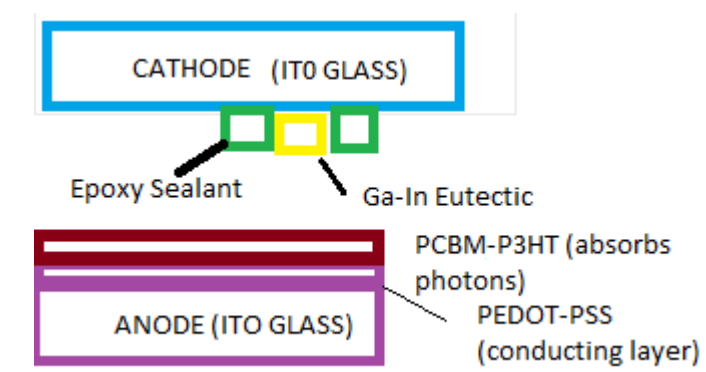 CATHODE (IT0 GLASS)
Epoxy Sealant
Ga-In Eutectic
PCBM-P3HT (absorbs
photons)
PEDOT-PSS
(conducting layer)
ANODE (ITO GLASS)